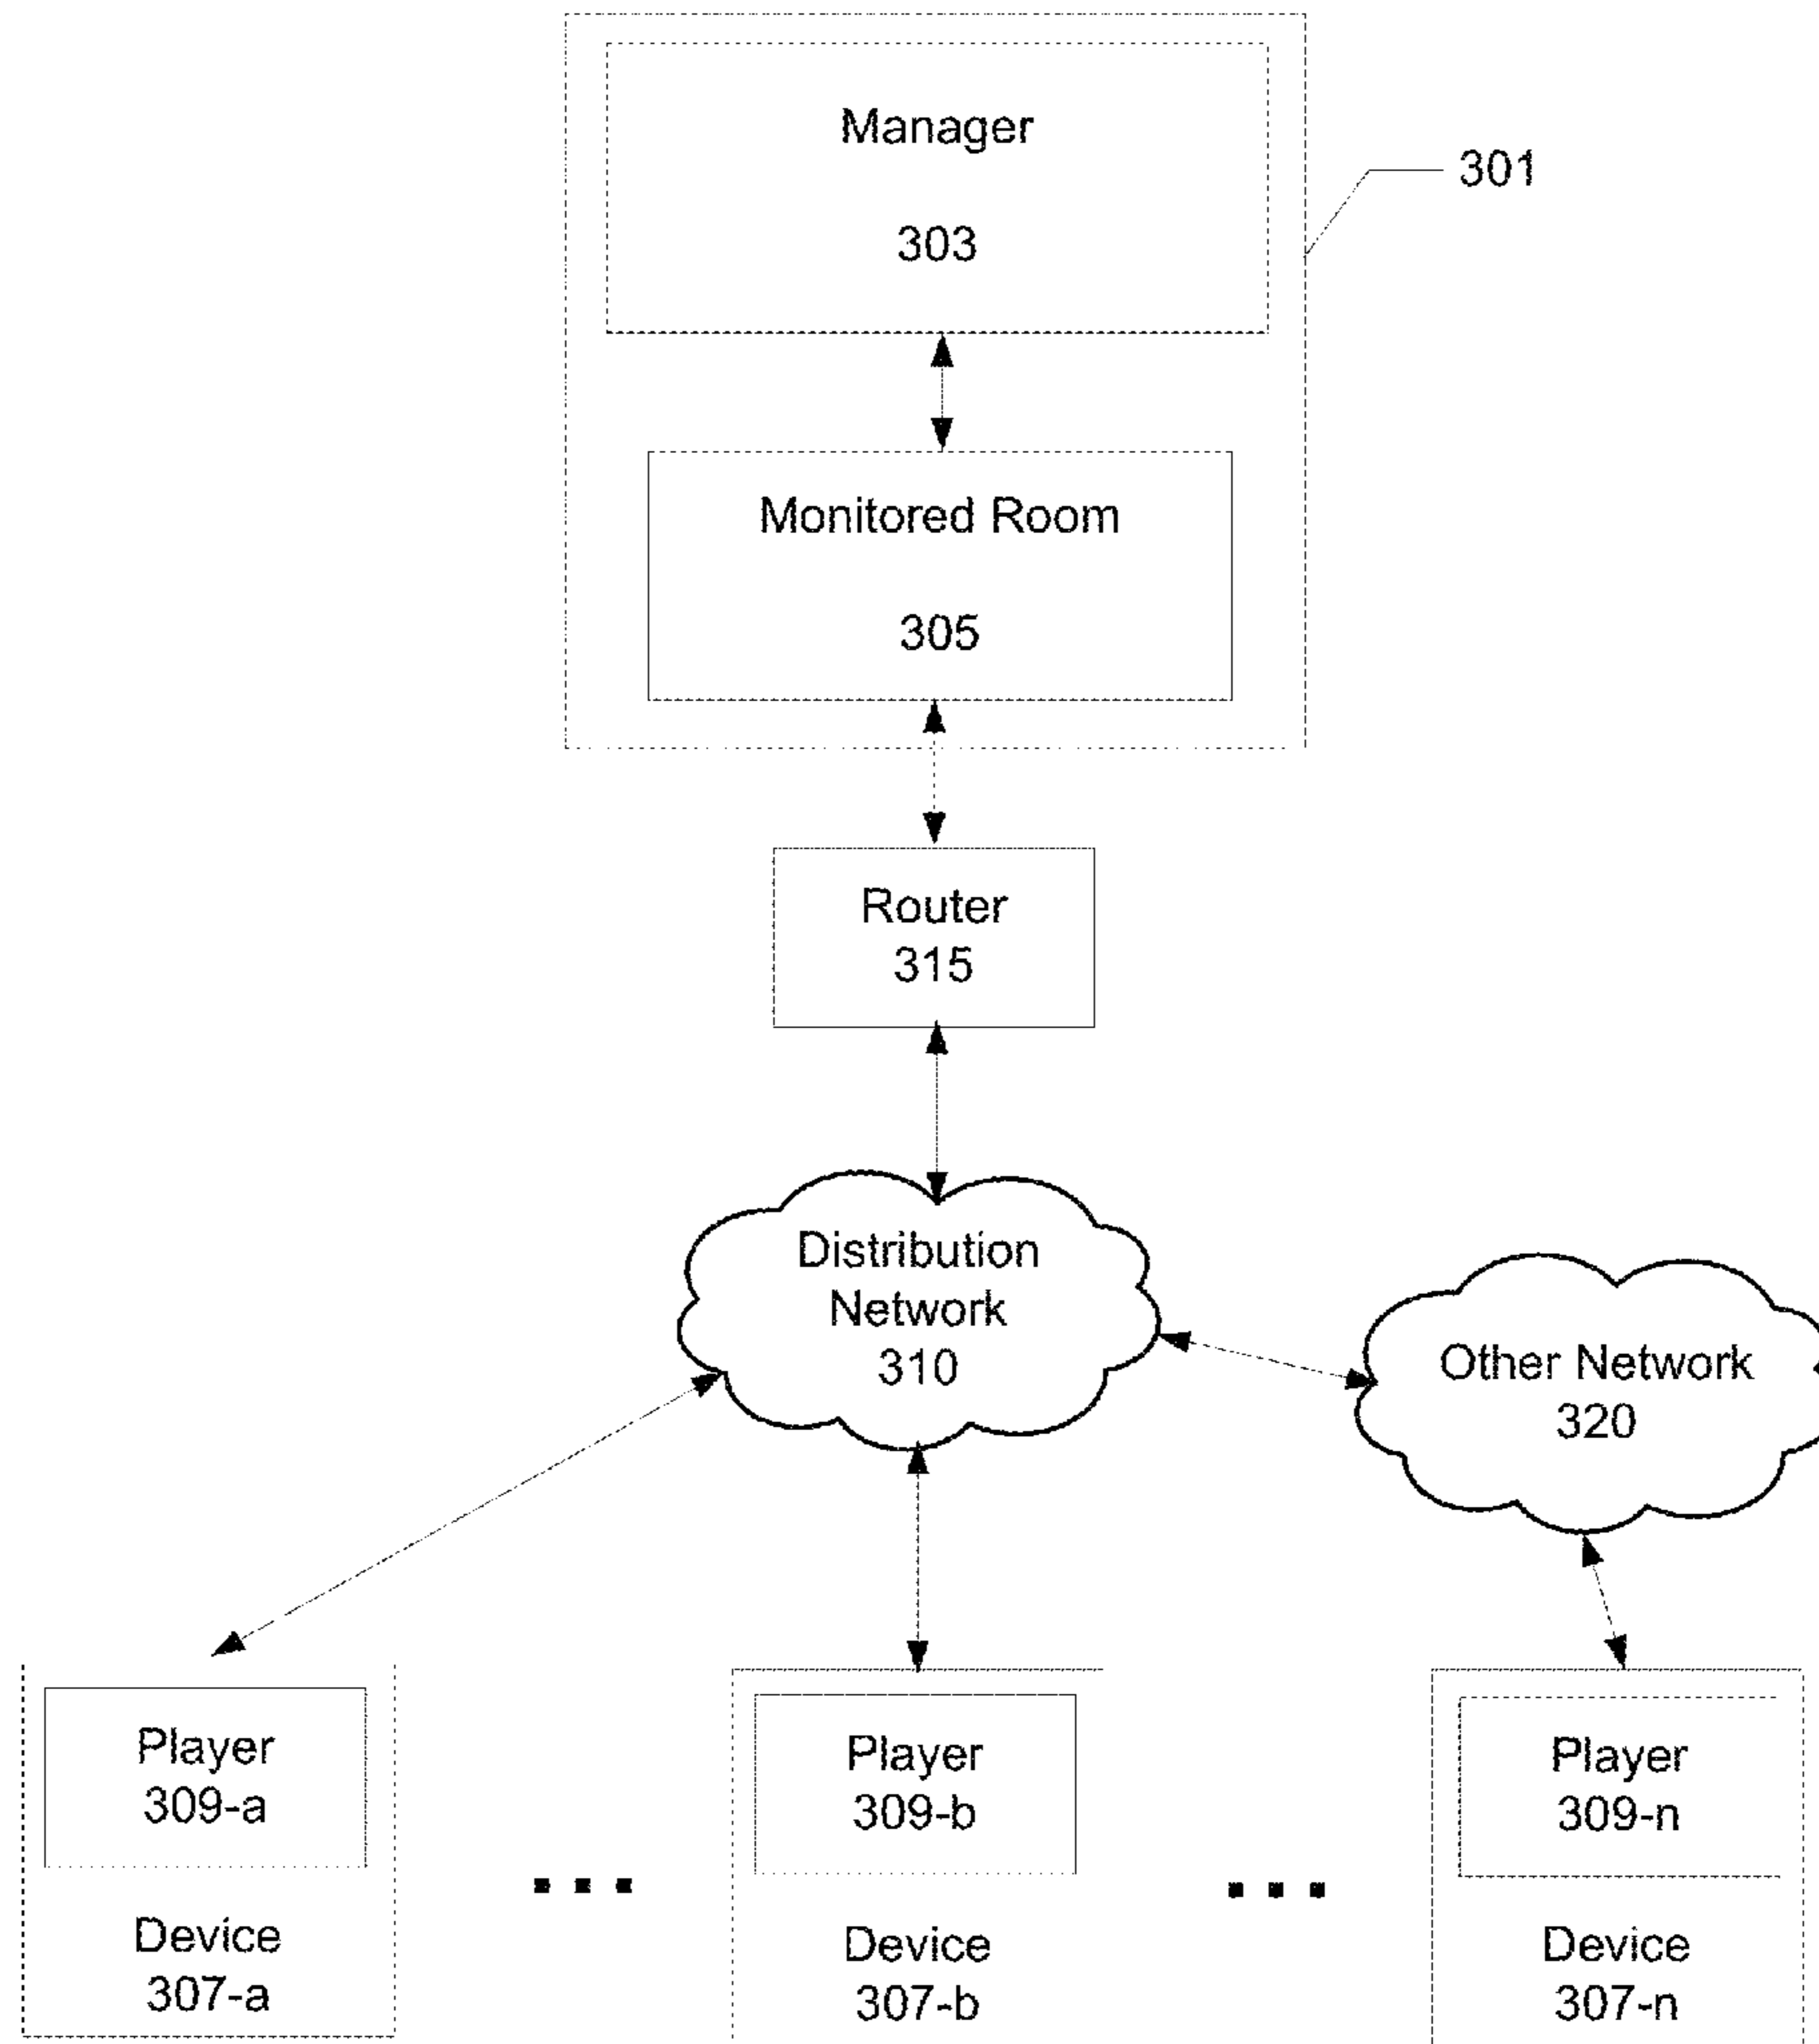 Manager
303
301
Monitored Room
305
Router
315
Distribution
Network
310
Other Network
320
Player
309-a
Device
307-a
Player
309-b
Device
307-b
Player
309-n
Device
307-n